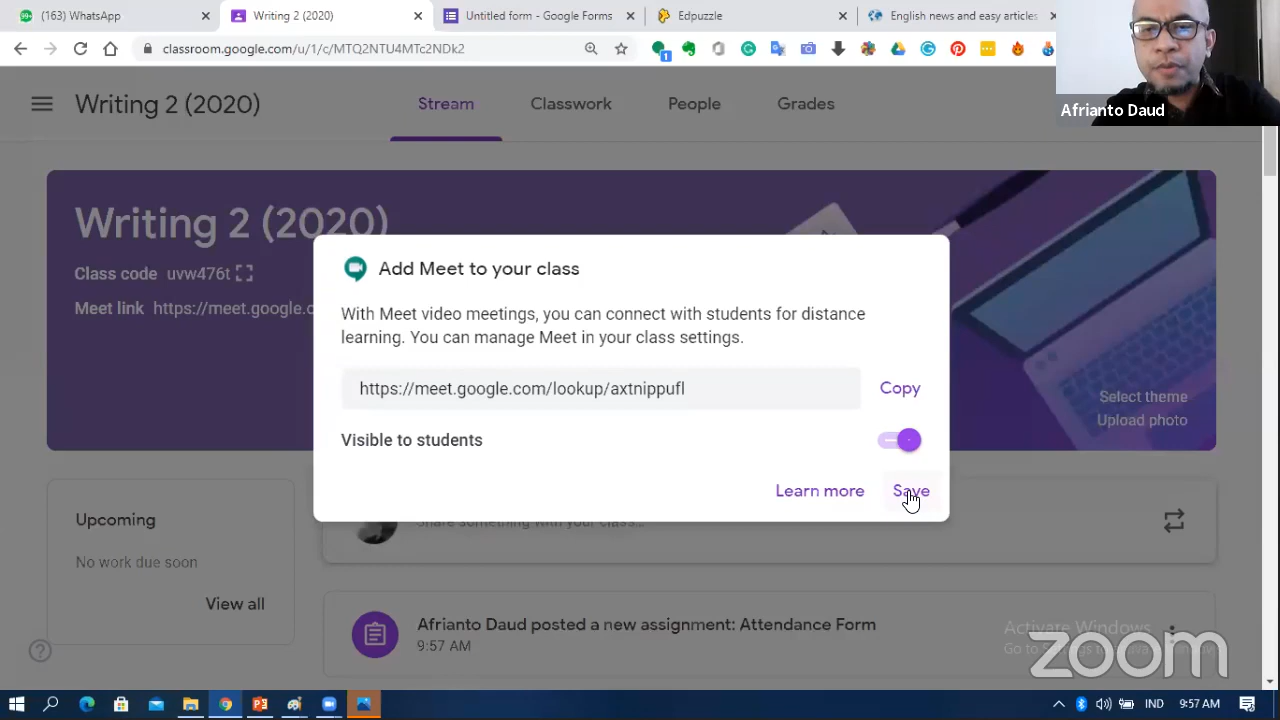 (163) WhatsApp
Writing 2 (2020)
Untitled form - Google Forms
Edpuzzle
English news and easy articles
classroom.google.com/u/1/c/MTQ2NTU4MTc2NDk2
1
Afrianto Daud
Writing 2 (2020)
Stream
Classwork
People
Grades
Writing 2 (2020)
Class code uvw476t
Meet link https://meet.google.c
Add Meet to your class
With Meet video meetings, you can connect with students for distance
learning. You can manage Meet in your class settings.
https://meet.google.com/lookup/axtnippufl
Copy
Visible to students
Learn more
Save
Select theme
Upload photo
Upcoming
No work due soon
View all
Share something with your class...
Afrianto Daud posted a new assignment: Attendance Form
9:57 AM
Activate Windows
Go to Settings to
zoom
IND
9:57 AM